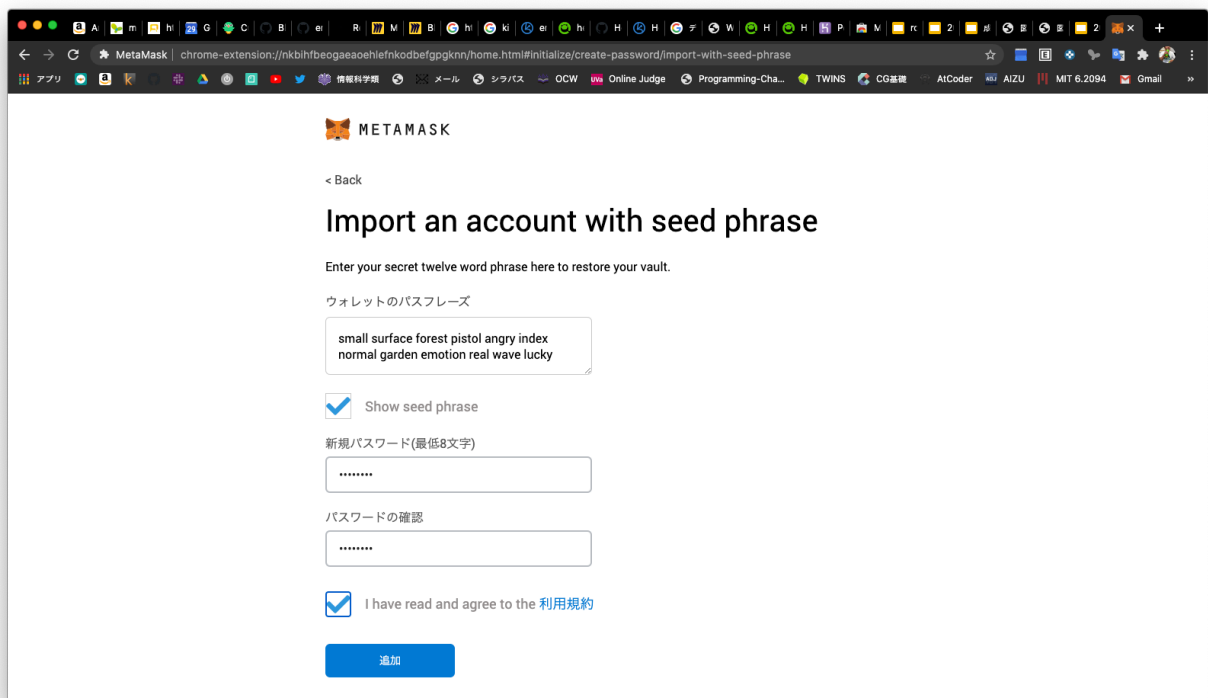 MetaMask | chrome-extension://nkbihfbeogaeaoehlefnkodbefgpgknn/home.html#initialize/create-password/import-with-seed-phrase
アプリ 情報科学類 メール シラバス OCW Online Judge Programming-Cha... TWINS CG基礎 AtCoder AIZU MIT 6.2094 Gmail »
METAMASK
< Back
Import an account with seed phrase
Enter your secret twelve word phrase here to restore your vault.
ウォレットのパスフレーズ
small surface forest pistol angry index
normal garden emotion real wave lucky
Show seed phrase
新規パスワード(最低8文字)
••••••••
パスワードの確認
••••••••
I have read and agree to the 利用規約
追加